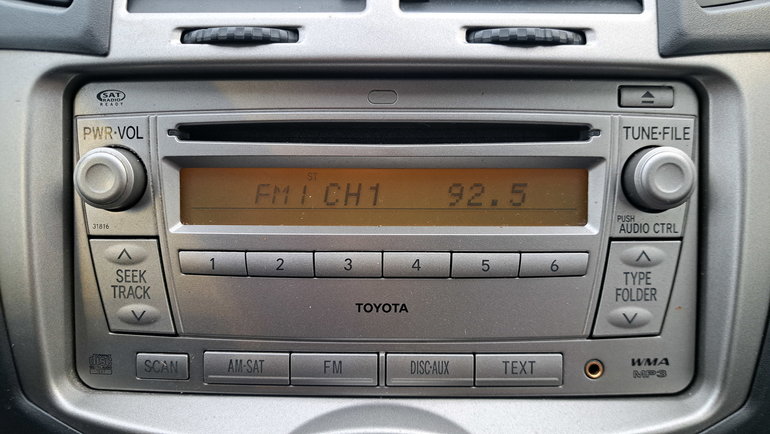 SAT
RADIO
READY
PWR·VOL
TUNE·FILE
ST
FM1 CH1 92.5
31816
PUSH
AUDIO CTRL
1 2 3 4 5 6
SEEK
TRACK
TYPE
FOLDER
TOYOTA
SCAN
AM·SAT
FM
DISC·AUX
TEXT
WMA
MP3